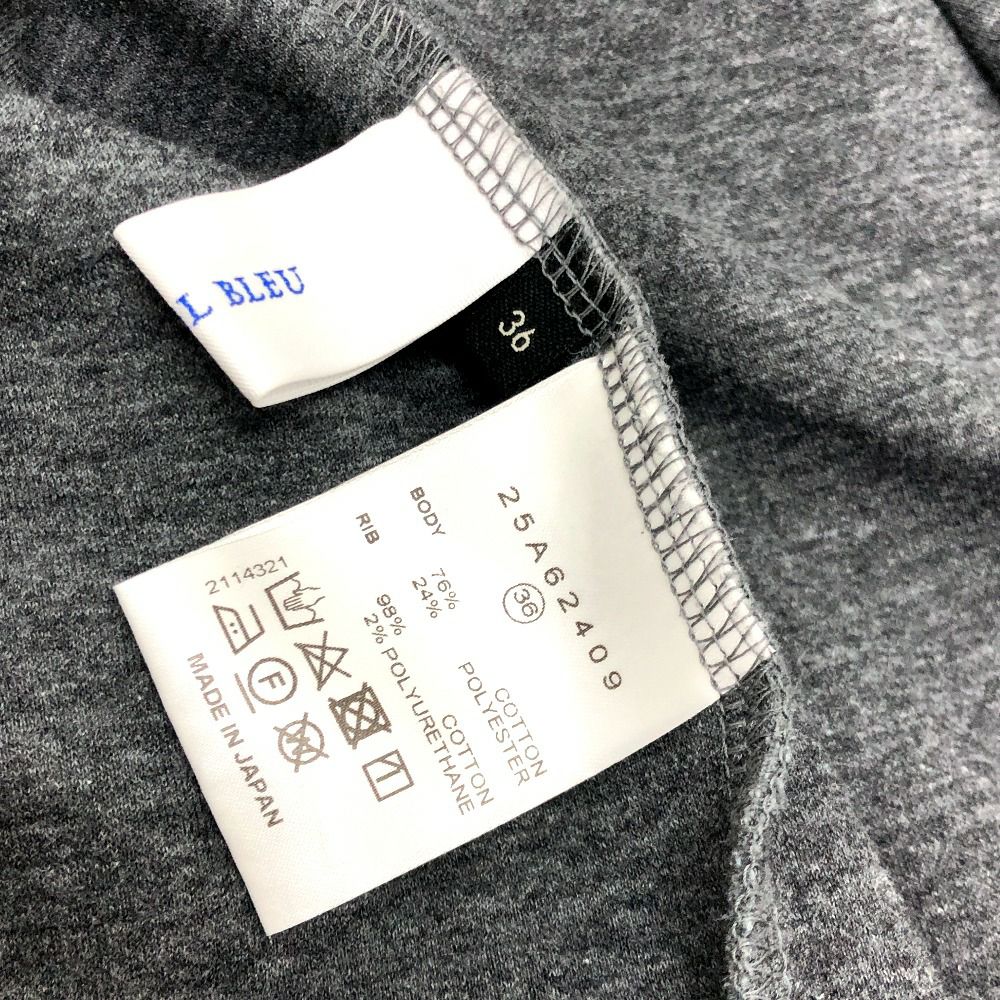 L BLEU
36
25A62409
36
BODY 76% COTTON
24% POLYESTER
RIB 98% COTTON
2% POLYURETHANE
2114321
F
MADE IN JAPAN